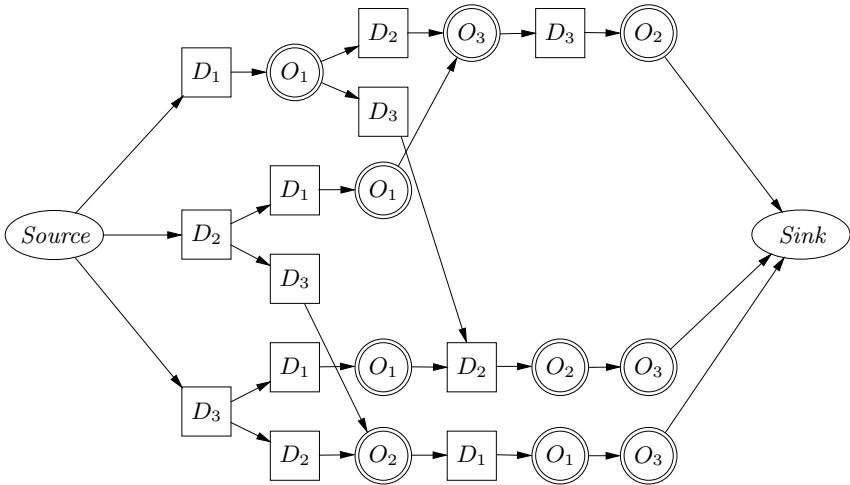 D₂ O₃ D₃ O₂
D₁ O₁
D₃
D₁ O₁
Source D₂ Sink
D₃
D₁ O₁ D₂ O₂ O₃
D₃
D₂ O₂ D₁ O₁ O₃